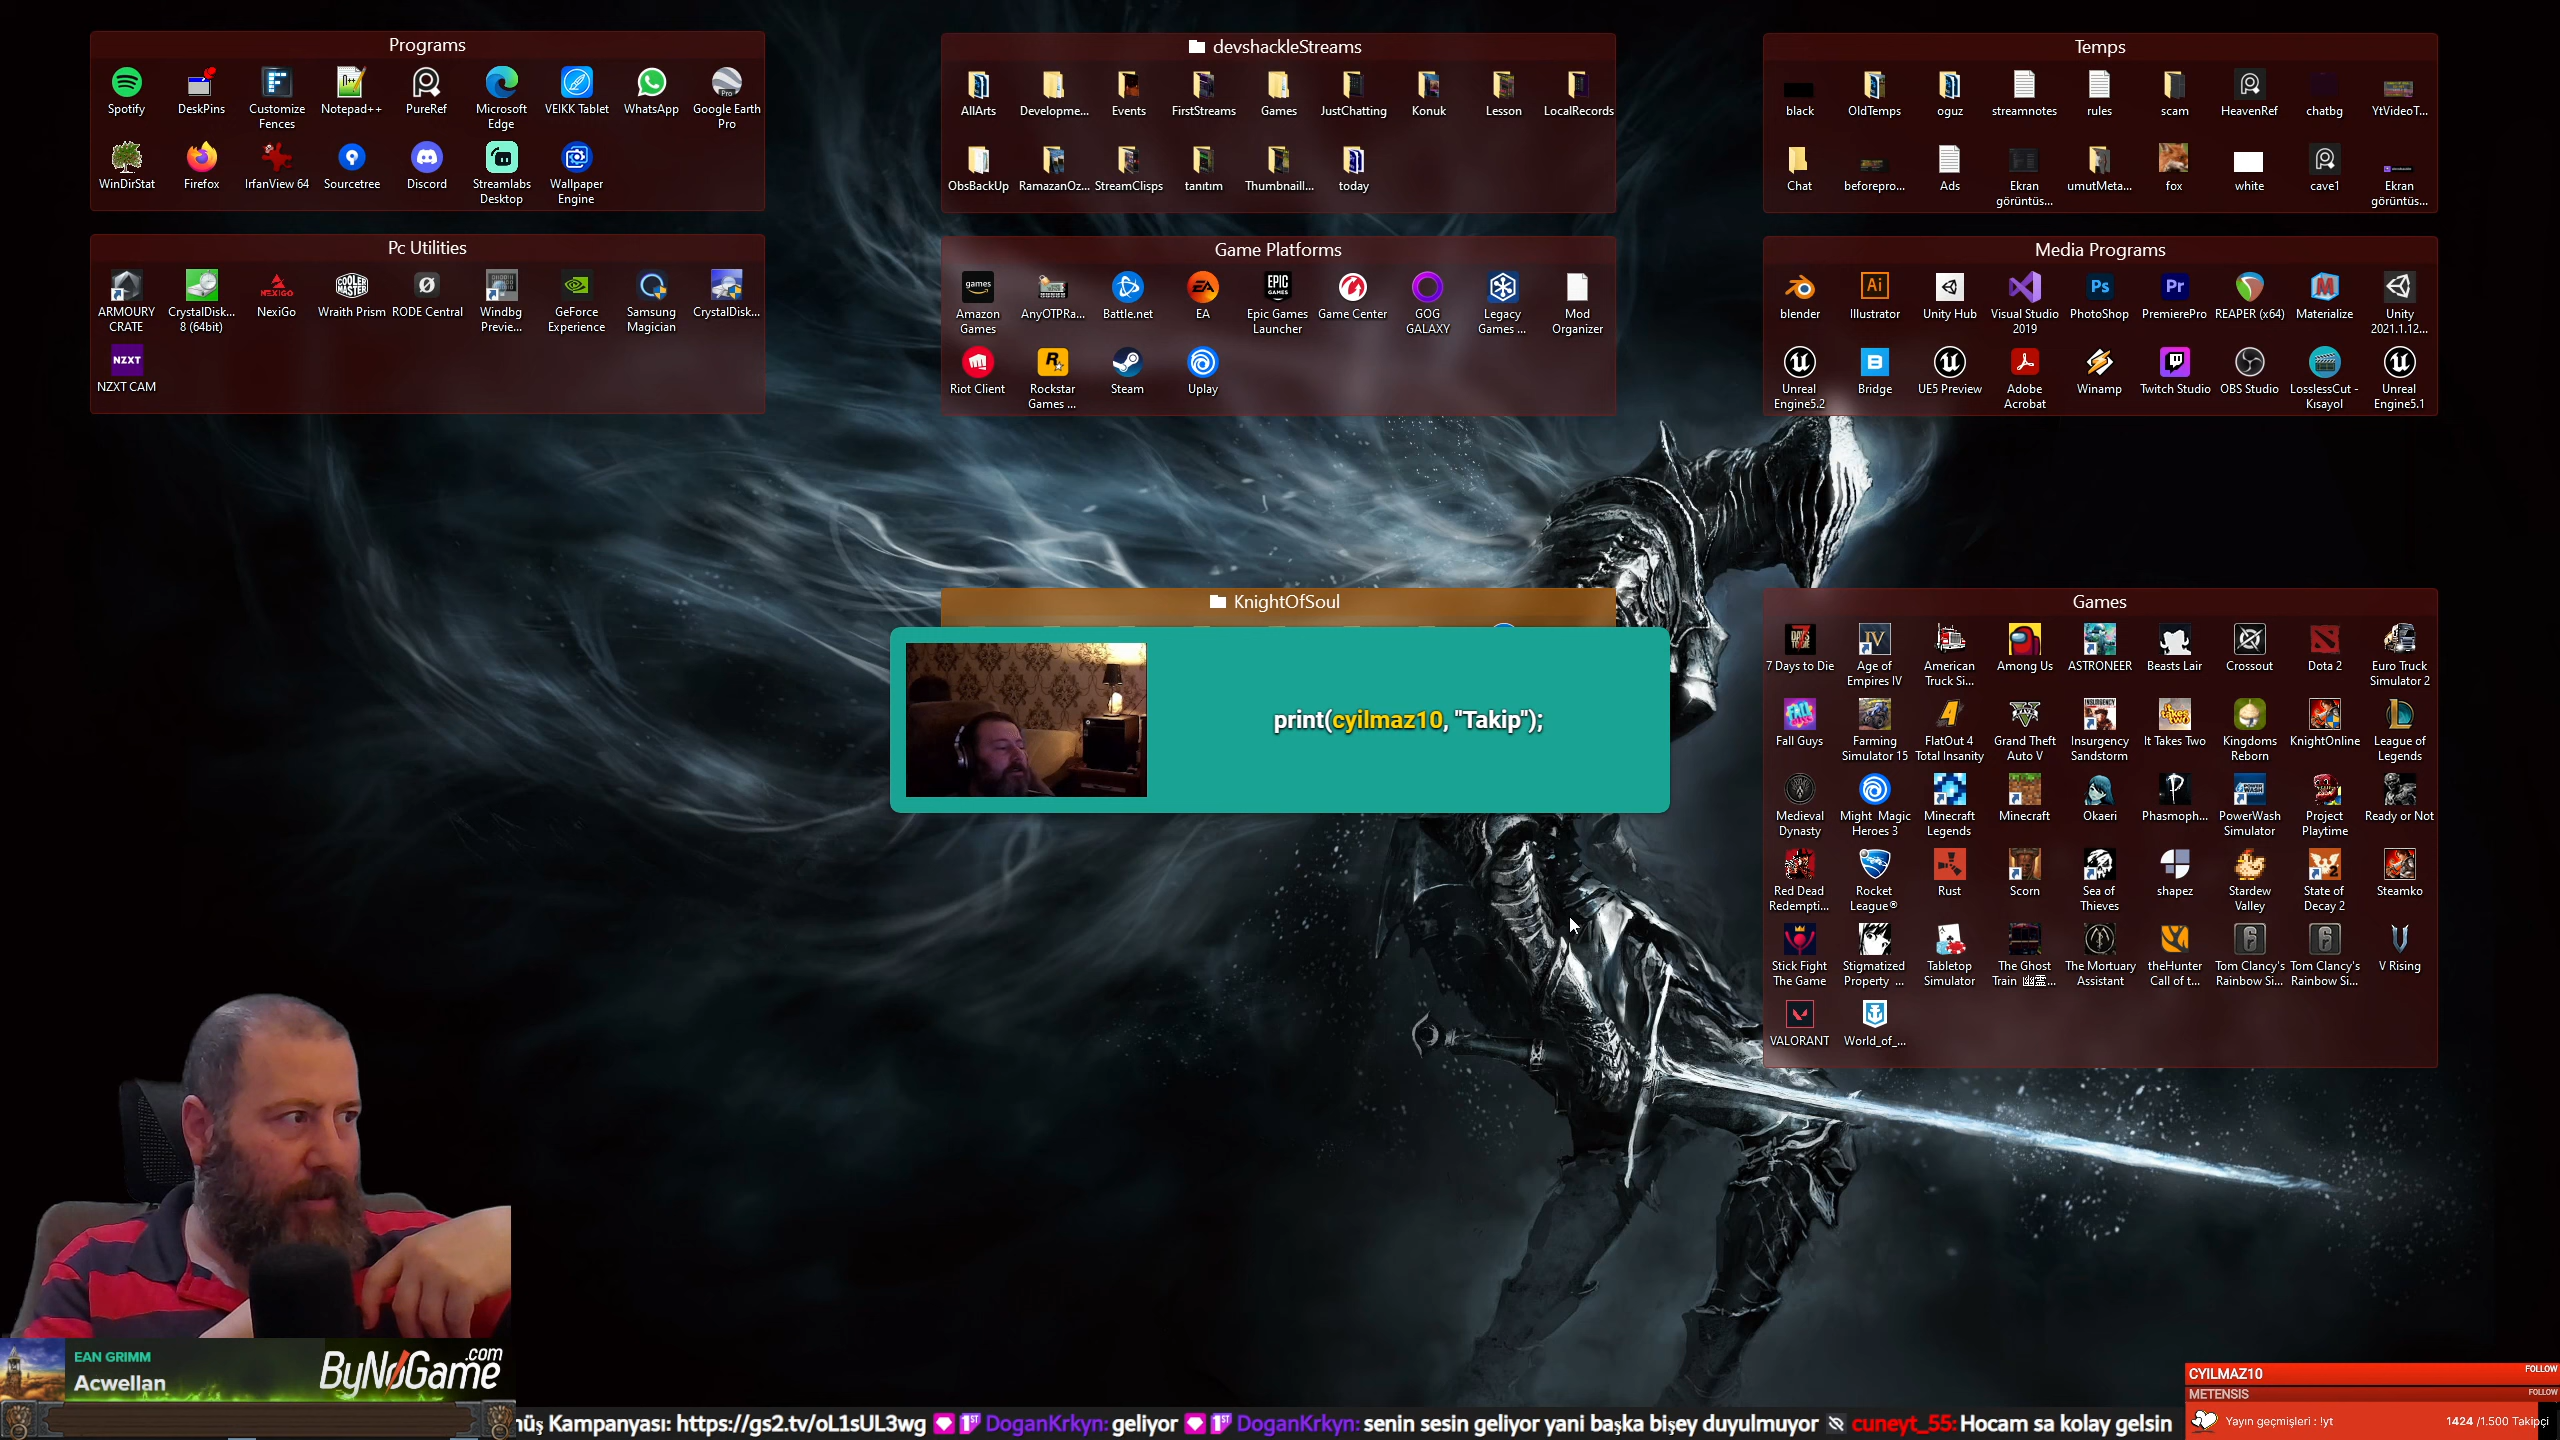 Programs
Spotify
DeskPins
Customize Fences
Notepad++
PureRef
Microsoft Edge
VEIKK Tablet
WhatsApp
Google Earth Pro
WinDirStat
Firefox
IrfanView 64
Sourcetree
Discord
Streamlabs Desktop
Wallpaper Engine
devshackleStreams
AllArts
Developme...
Events
FirstStreams
Games
JustChatting
Konuk
Lesson
LocalRecords
ObsBackUp
RamazanOz...
StreamClisps
tanıtım
Thumbnaill...
today
Temps
black
OldTemps
oguz
streamnotes
rules
scam
HeavenRef
chatbg
YtVideoT...
Chat
beforepro...
Ads
Ekran görüntüs...
umutMeta...
fox
white
cave1
Ekran görüntüs...
Pc Utilities
ARMOURY CRATE
CrystalDisk... 8 (64bit)
NexiGo
Wraith Prism
RODE Central
Windbg Previe...
GeForce Experience
Samsung Magician
CrystalDisk...
NZXT
NZXT CAM
Game Platforms
Amazon Games
AnyOTPRa...
Battle.net
EA
Epic Games Launcher
Game Center
GOG GALAXY
Legacy Games ...
Mod Organizer
Riot Client
Rockstar Games ...
Steam
Uplay
Media Programs
blender
Illustrator
Unity Hub
Visual Studio 2019
PhotoShop
PremierePro
REAPER (x64)
Materialize
Unity 2021.1.12...
Unreal Engine5.2
Bridge
UE5 Preview
Adobe Acrobat
Winamp
Twitch Studio
OBS Studio
LosslessCut - Kısayol
Unreal Engine5.1
KnightOfSoul
print(cyilmaz10, "Takip");
Games
7 Days to Die
Age of Empires IV
American Truck Si...
Among Us
ASTRONEER
Beasts Lair
Crossout
Dota 2
Euro Truck Simulator 2
Fall Guys
Farming Simulator 15
FlatOut 4 Total Insanity
Grand Theft Auto V
Insurgency Sandstorm
It Takes Two
Kingdoms Reborn
KnightOnline
League of Legends
Medieval Dynasty
Might Magic Heroes 3
Minecraft Legends
Minecraft
Okaeri
Phasmoph...
PowerWash Simulator
Project Playtime
Ready or Not
Red Dead Redempti...
Rocket League®
Rust
Scorn
Sea of Thieves
shapez
Stardew Valley
State of Decay 2
Steamko
Stick Fight The Game
Stigmatized Property ...
Tabletop Simulator
The Ghost Train 幽霊...
The Mortuary Assistant
theHunter Call of t...
Tom Clancy's Rainbow Si...
Tom Clancy's Rainbow Si...
V Rising
VALORANT
World_of_...
EAN GRIMM
Acwellan
ByNoGame.com
üş Kampanyası: https://gs2.tv/oL1sUL3wg 1ST DoganKrkyn: geliyor 1ST DoganKrkyn: senin sesin geliyor yani başka bişey duyulmuyor cuneyt_55: Hocam sa kolay gelsin
CYILMAZ10 FOLLOW
METENSIS FOLLOW
Yayın geçmişleri : !yt 1424 /1.500 Takipçi